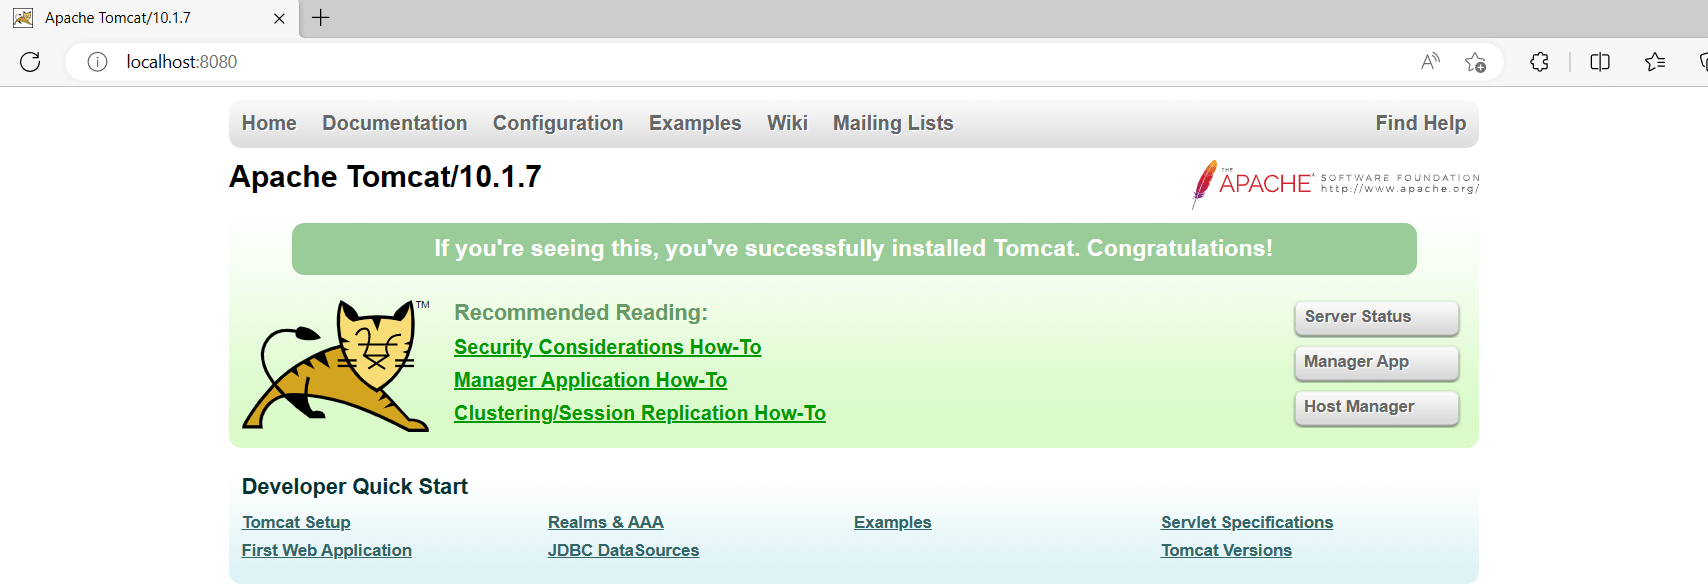 Apache Tomcat/10.1.7
localhost:8080
Home Documentation Configuration Examples Wiki Mailing Lists Find Help
Apache Tomcat/10.1.7
THE APACHE SOFTWARE FOUNDATION
http://www.apache.org/
If you're seeing this, you've successfully installed Tomcat. Congratulations!
TM
Recommended Reading:
Security Considerations How-To
Manager Application How-To
Clustering/Session Replication How-To
Server Status
Manager App
Host Manager
Developer Quick Start
Tomcat Setup
First Web Application
Realms & AAA
JDBC DataSources
Examples
Servlet Specifications
Tomcat Versions